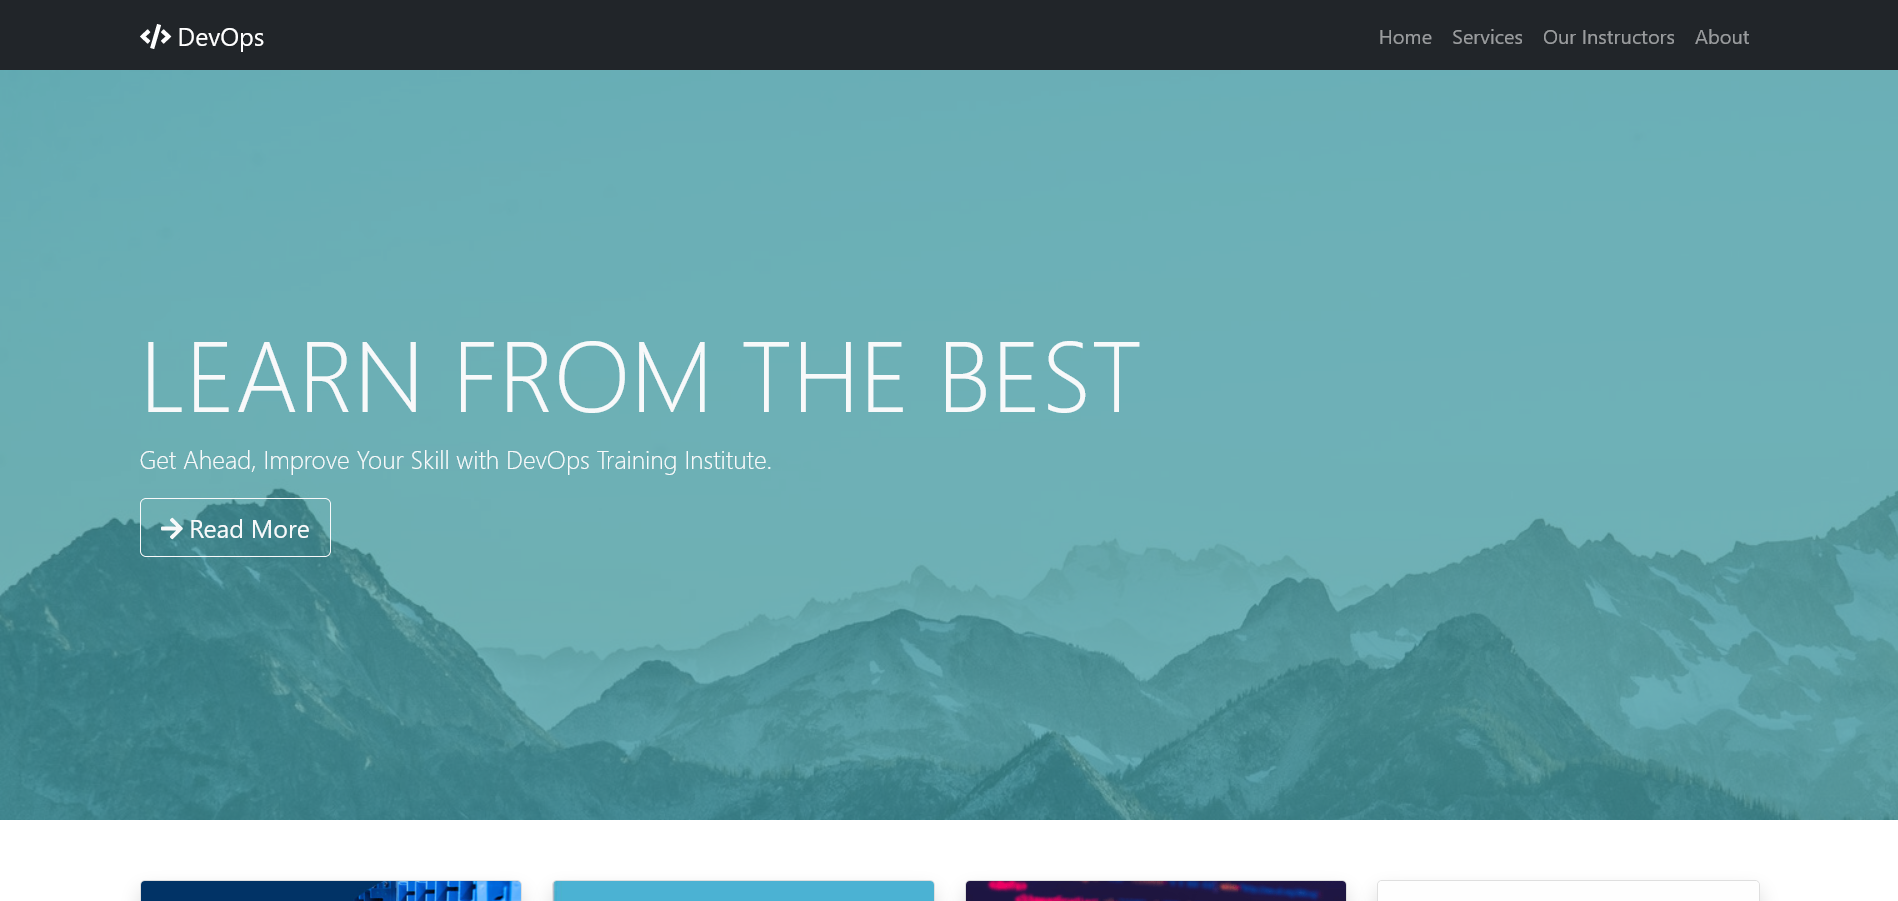 DevOps
Home Services Our Instructors About
LEARN FROM THE BEST
Get Ahead, Improve Your Skill with DevOps Training Institute.
Read More